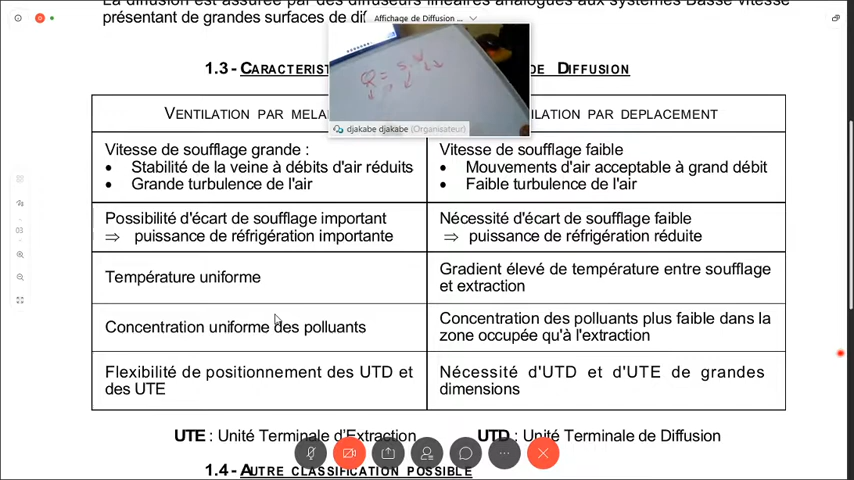 La diffusion est assurée par des diffuseurs linéaires analogues aux systèmes Basse vitesse
présentant de grandes surfaces de
Affichage de Diffusion ...
1.3 - CARACTERIST DE DIFFUSION
Q = S.V
djakabe djakabe (Organisateur)
VENTILATION PAR MELA
ILATION PAR DEPLACEMENT
Vitesse de soufflage grande :
• Stabilité de la veine à débits d'air réduits
• Grande turbulence de l'air
Vitesse de soufflage faible
• Mouvements d'air acceptable à grand débit
• Faible turbulence de l'air
Possibilité d'écart de soufflage important
⇒ puissance de réfrigération importante
Nécessité d'écart de soufflage faible
⇒ puissance de réfrigération réduite
Température uniforme
Gradient élevé de température entre soufflage
et extraction
Concentration uniforme des polluants
Concentration des polluants plus faible dans la
zone occupée qu'à l'extraction
Flexibilité de positionnement des UTD et
des UTE
Nécessité d'UTD et d'UTE de grandes
dimensions
UTE : Unité Terminale d'Extraction UTD : Unité Terminale de Diffusion
1.4 - AUTRE CLASSIFICATION POSSIBLE